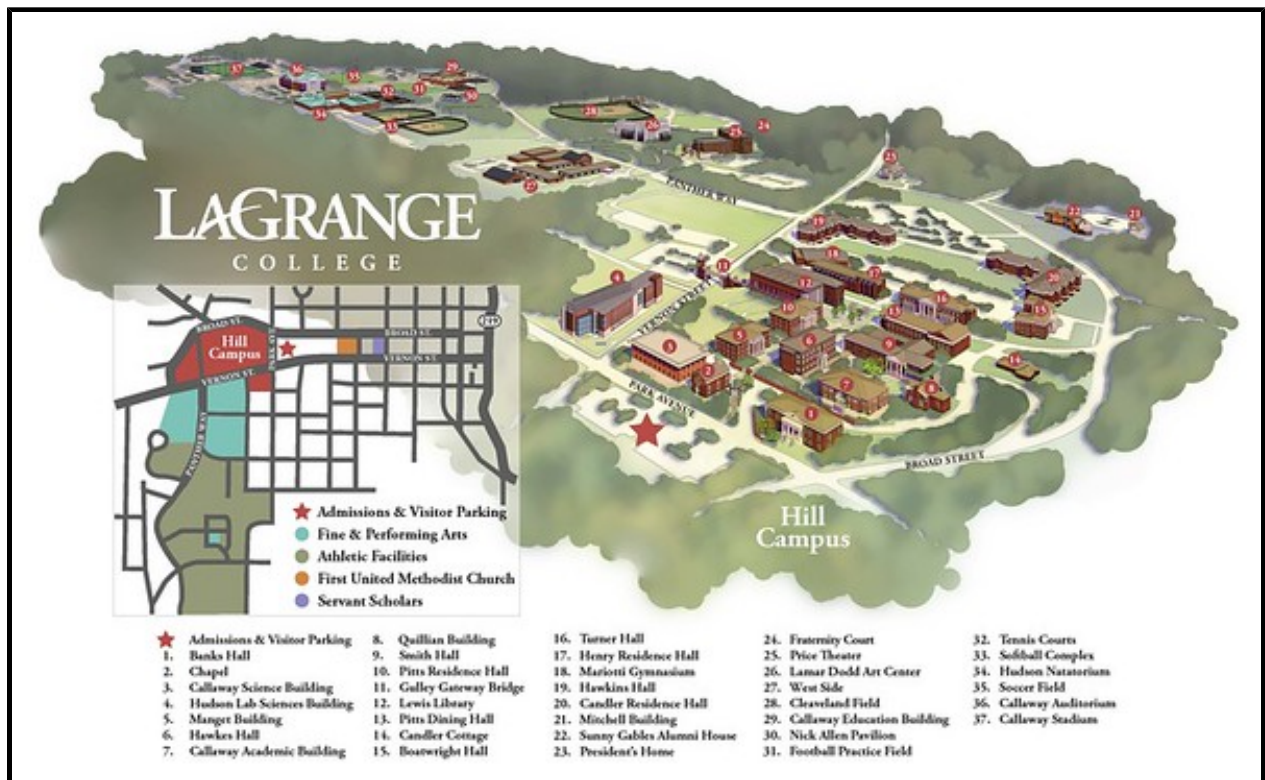 LAGRANGE
COLLEGE
PANTHER WAY
VERNON STREET
PARK AVENUE
BROAD STREET
Hill
Campus
BROAD ST.
BROAD ST.
Hill
Campus
PARK AVE
VERNON ST.
VERNON ST.
PANTHER WAY
Admissions & Visitor Parking
Fine & Performing Arts
Athletic Facilities
First United Methodist Church
Servant Scholars
Admissions & Visitor Parking
1. Banks Hall
2. Chapel
3. Callaway Science Building
4. Hudson Lab Sciences Building
5. Manget Building
6. Hawkes Hall
7. Callaway Academic Building
8. Quillian Building
9. Smith Hall
10. Pitts Residence Hall
11. Gulley Gateway Bridge
12. Lewis Library
13. Pitts Dining Hall
14. Candler Cottage
15. Boatwright Hall
16. Turner Hall
17. Henry Residence Hall
18. Mariotti Gymnasium
19. Hawkins Hall
20. Candler Residence Hall
21. Mitchell Building
22. Sunny Gables Alumni House
23. President's Home
24. Fraternity Court
25. Price Theater
26. Lamar Dodd Art Center
27. West Side
28. Cleaveland Field
29. Callaway Education Building
30. Nick Allen Pavilion
31. Football Practice Field
32. Tennis Courts
33. Softball Complex
34. Hudson Natatorium
35. Soccer Field
36. Callaway Auditorium
37. Callaway Stadium